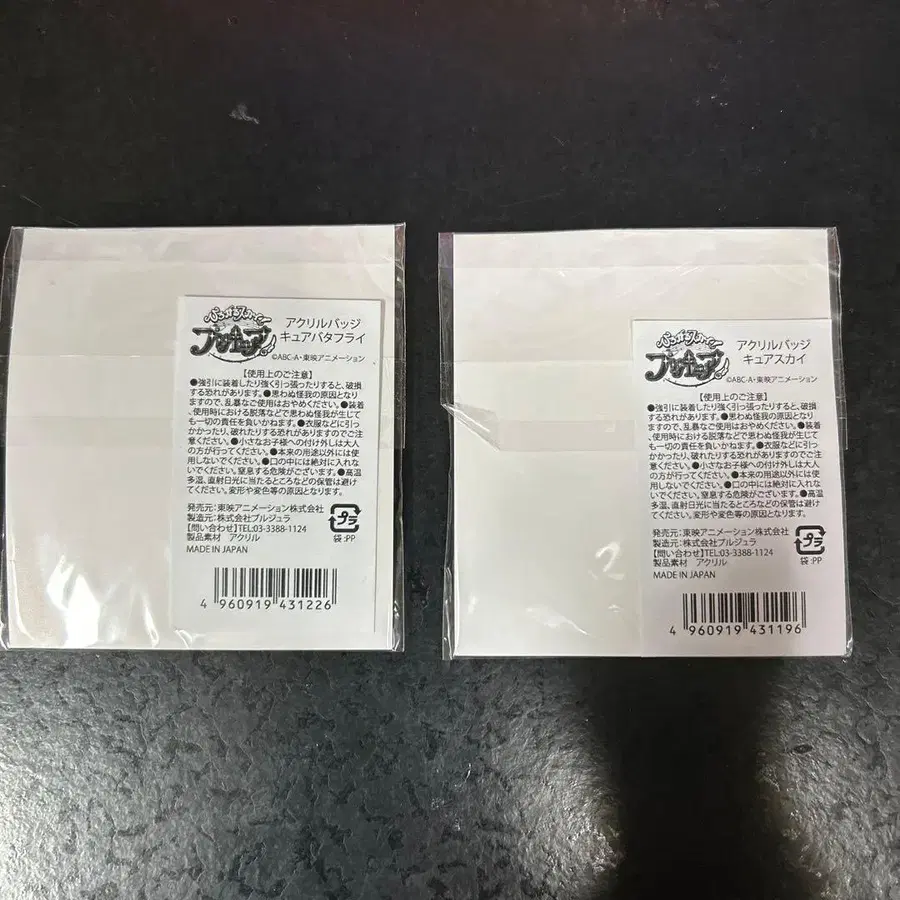 ひろがるスカイ!
プリキュア
アクリルバッジ
キュアバタフライ
©ABC-A・東映アニメーション
【使用上のご注意】
●強引に装着したり強く引っ張ったりすると、破損
する恐れがあります。●思わぬ怪我の原因となり
ますので、乱暴なご使用はおやめください。●装着
、使用時における脱落などで思わぬ怪我が生じて
も一切の責任を負いかねます。●衣服などに引っ
かかったり、破れたりする恐れがありますのでご注
意ください。●小さなお子様への付け外しは大人
の方が行ってください。●本来の用途以外には使
用しないでください。●口の中には絶対に入れな
いでください。窒息する危険がございます。●高温
多湿、直射日光に当たるところなどの保管は避け
てください。変形や変色等の原因となります。
発売元:東映アニメーション株式会社
製造元:株式会社ブルジュラ
【問い合わせ】TEL:03-3388-1124
製品素材 アクリル
MADE IN JAPAN
プラ
袋:PP
4 960919 431226
ひろがるスカイ!
プリキュア
アクリルバッジ
キュアスカイ
©ABC-A・東映アニメーション
【使用上のご注意】
●強引に装着したり強く引っ張ったりすると、破損
する恐れがあります。●思わぬ怪我の原因となり
ますので、乱暴なご使用はおやめください。●装着
、使用時における脱落などで思わぬ怪我が生じて
も一切の責任を負いかねます。●衣服などに引っ
かかったり、破れたりする恐れがありますのでご注
意ください。●小さなお子様への付け外しは大人
の方が行ってください。●本来の用途以外には使
用しないでください。●口の中には絶対に入れな
いでください。窒息する危険がございます。●高温
多湿、直射日光に当たるところなどの保管は避け
てください。変形や変色等の原因となります。
発売元:東映アニメーション株式会社
製造元:株式会社ブルジュラ
【問い合わせ】TEL:03-3388-1124
製品素材 アクリル
MADE IN JAPAN
プラ
袋:PP
4 960919 431196